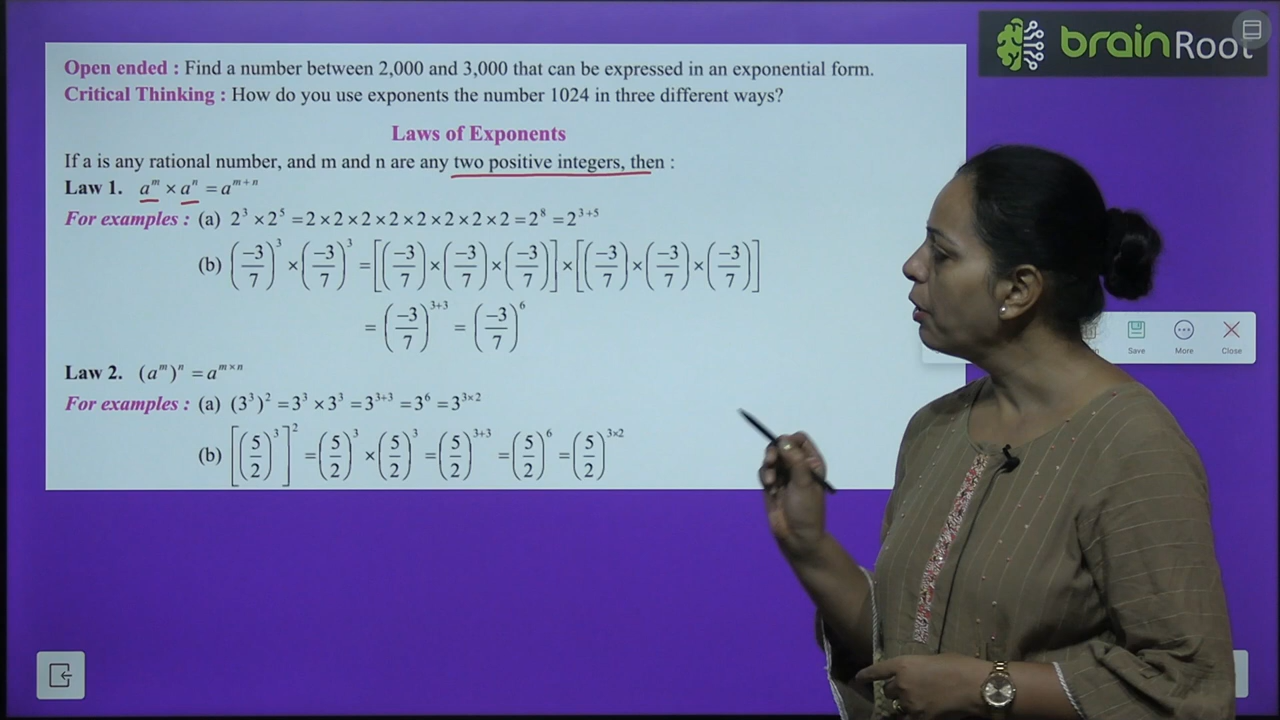 brainRoot
Open ended : Find a number between 2,000 and 3,000 that can be expressed in an exponential form.
Critical Thinking : How do you use exponents the number 1024 in three different ways?
Laws of Exponents
If a is any rational number, and m and n are any two positive integers, then :
Law 1. a^m × a^n = a^{m+n}
For examples : (a) 2^3 × 2^5 = 2 × 2 × 2 × 2 × 2 × 2 × 2 × 2 = 2^8 = 2^{3+5}
(b) (-3/7)^3 × (-3/7)^3 = [(-3/7) × (-3/7) × (-3/7)] × [(-3/7) × (-3/7) × (-3/7)]
= (-3/7)^{3+3} = (-3/7)^6
Law 2. (a^m)^n = a^{m×n}
For examples : (a) (3^3)^2 = 3^3 × 3^3 = 3^{3+3} = 3^6 = 3^{3×2}
(b) [(5/2)^3]^2 = (5/2)^3 × (5/2)^3 = (5/2)^{3+3} = (5/2)^6 = (5/2)^{3×2}
Save More Close